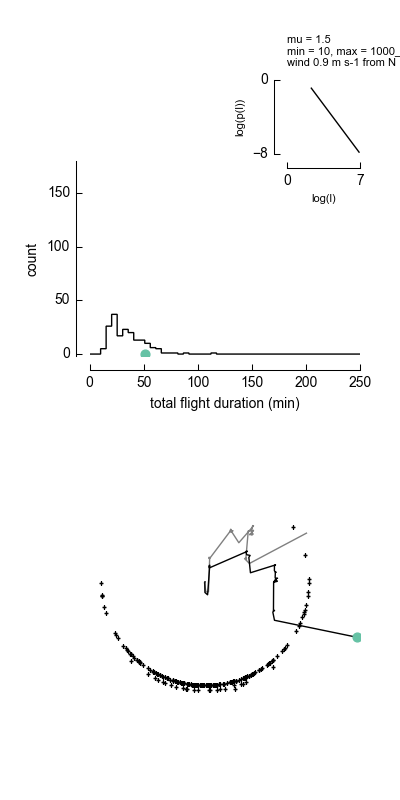 mu = 1.5
min = 10, max = 1000_
wind 0.9 m s-1 from N
0
log(p(l))
−8
0 7
log(l)
150
100
50
0
count
0 50 100 150 200 250
total flight duration (min)